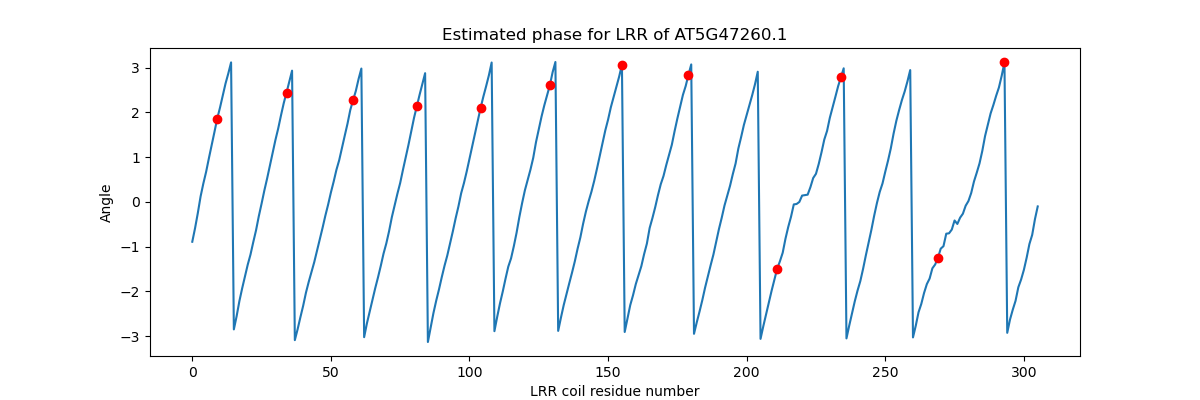 Estimated phase for LRR of AT5G47260.1
3
2
1
0
−1
−2
−3
Angle
0 50 100 150 200 250 300
LRR coil residue number